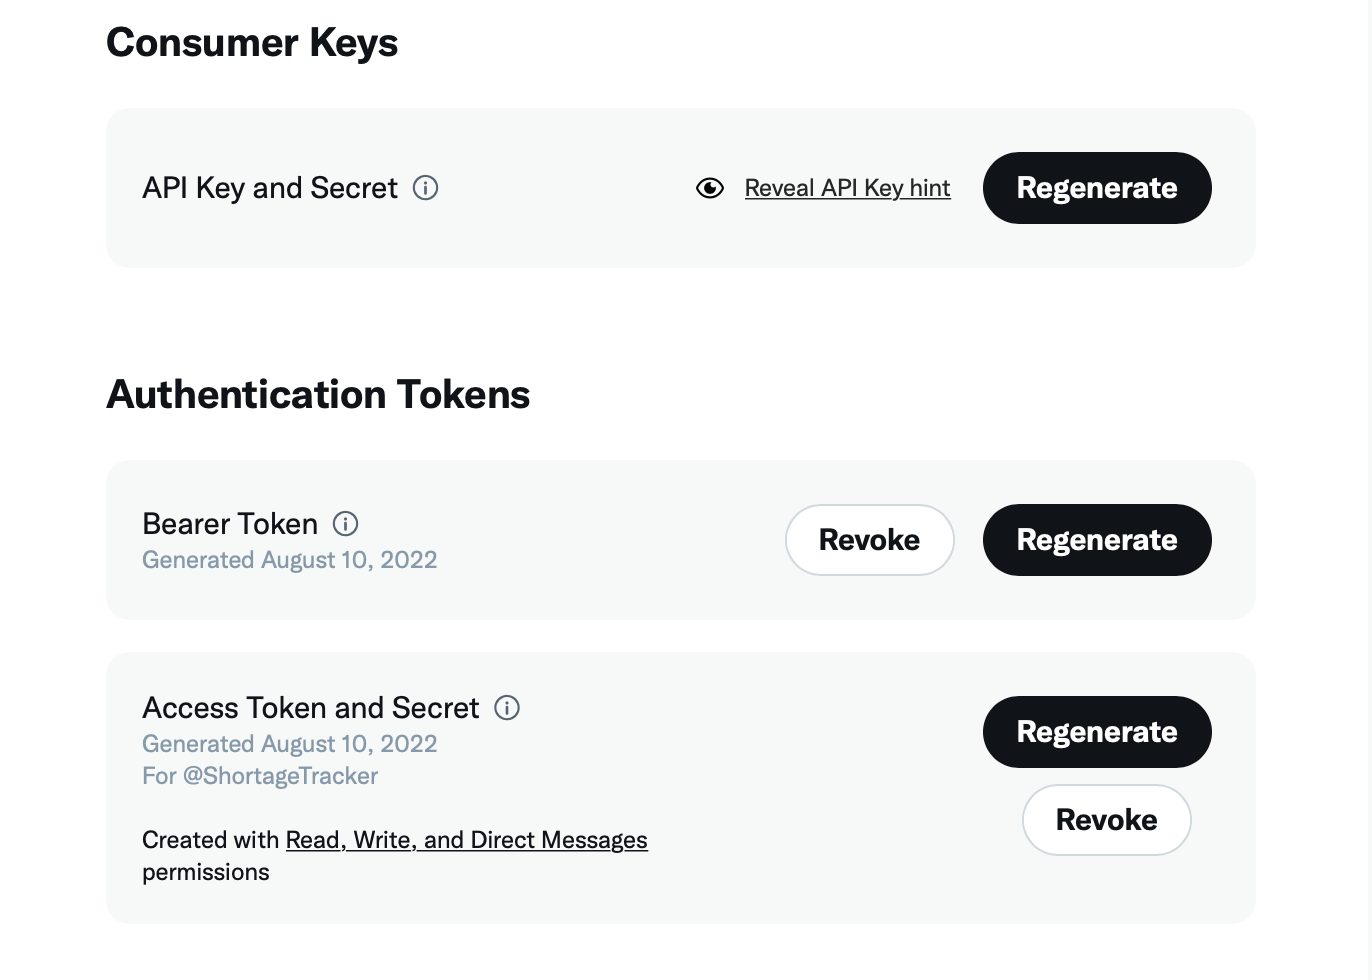 Consumer Keys
API Key and Secret
Reveal API Key hint
Regenerate
Authentication Tokens
Bearer Token
Generated August 10, 2022
Revoke
Regenerate
Access Token and Secret
Generated August 10, 2022
For @ShortageTracker
Created with Read, Write, and Direct Messages
permissions
Regenerate
Revoke